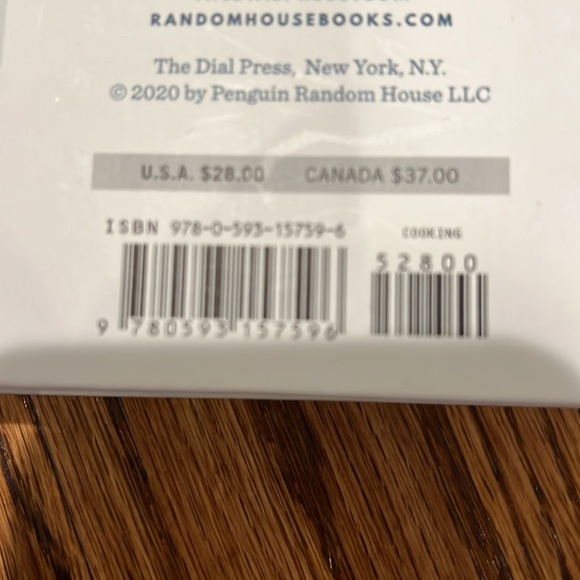 RANDOMHOUSEBOOKS.COM
The Dial Press, New York, N.Y.
© 2020 by Penguin Random House LLC
U.S.A. $28.00 CANADA $37.00
ISBN 978-0-593-15759-6
COOKING
52800
9 780593 157596